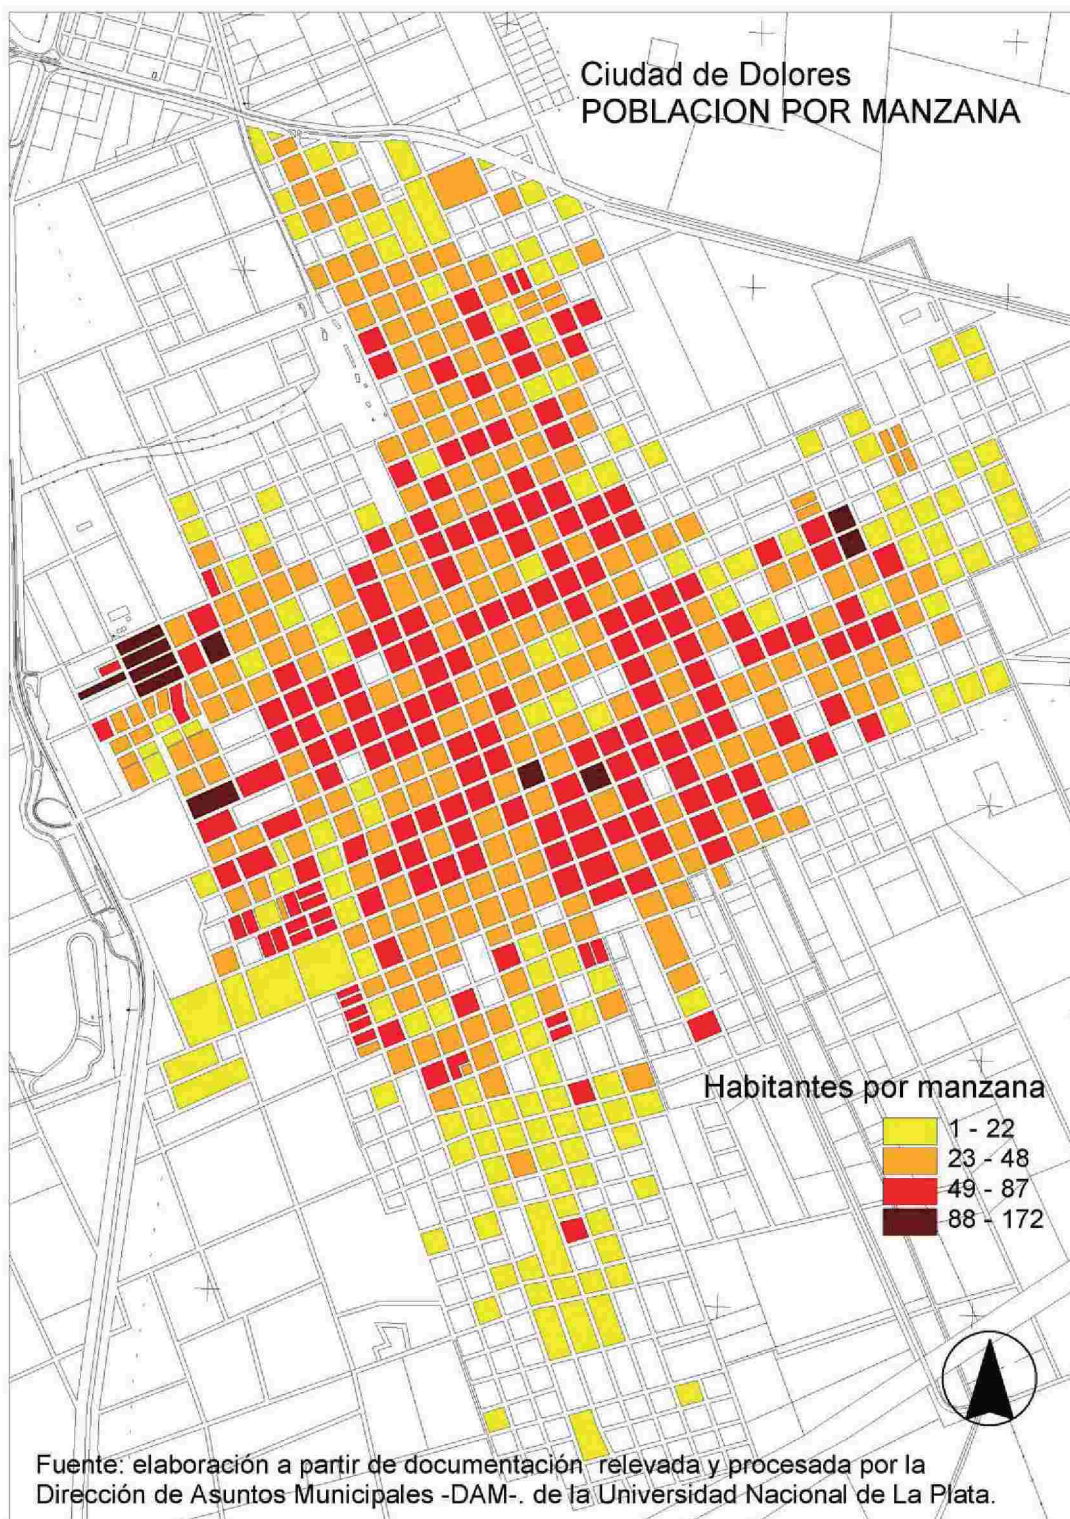 Ciudad de Dolores
POBLACION POR MANZANA
Habitantes por manzana
1 - 22
23 - 48
49 - 87
88 - 172
Fuente: elaboración a partir de documentación relevada y procesada por la
Dirección de Asuntos Municipales -DAM-. de la Universidad Nacional de La Plata.